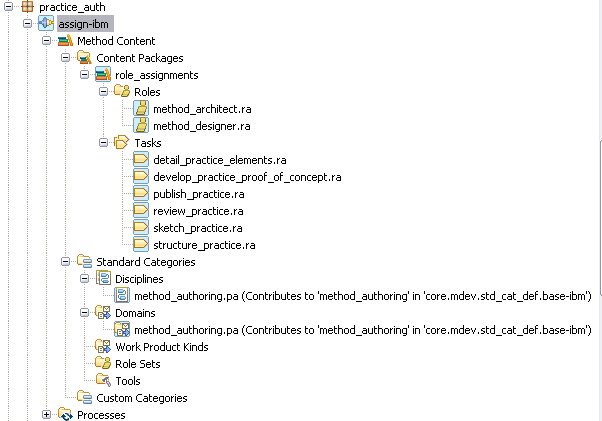 practice_auth
assign-ibm
Method Content
Content Packages
role_assignments
Roles
method_architect.ra
method_designer.ra
Tasks
detail_practice_elements.ra
develop_practice_proof_of_concept.ra
publish_practice.ra
review_practice.ra
sketch_practice.ra
structure_practice.ra
Standard Categories
Disciplines
method_authoring.pa (Contributes to 'method_authoring' in 'core.mdev.std_cat_def.base-ibm')
Domains
method_authoring.pa (Contributes to 'method_authoring' in 'core.mdev.std_cat_def.base-ibm')
Work Product Kinds
Role Sets
Tools
Custom Categories
Processes